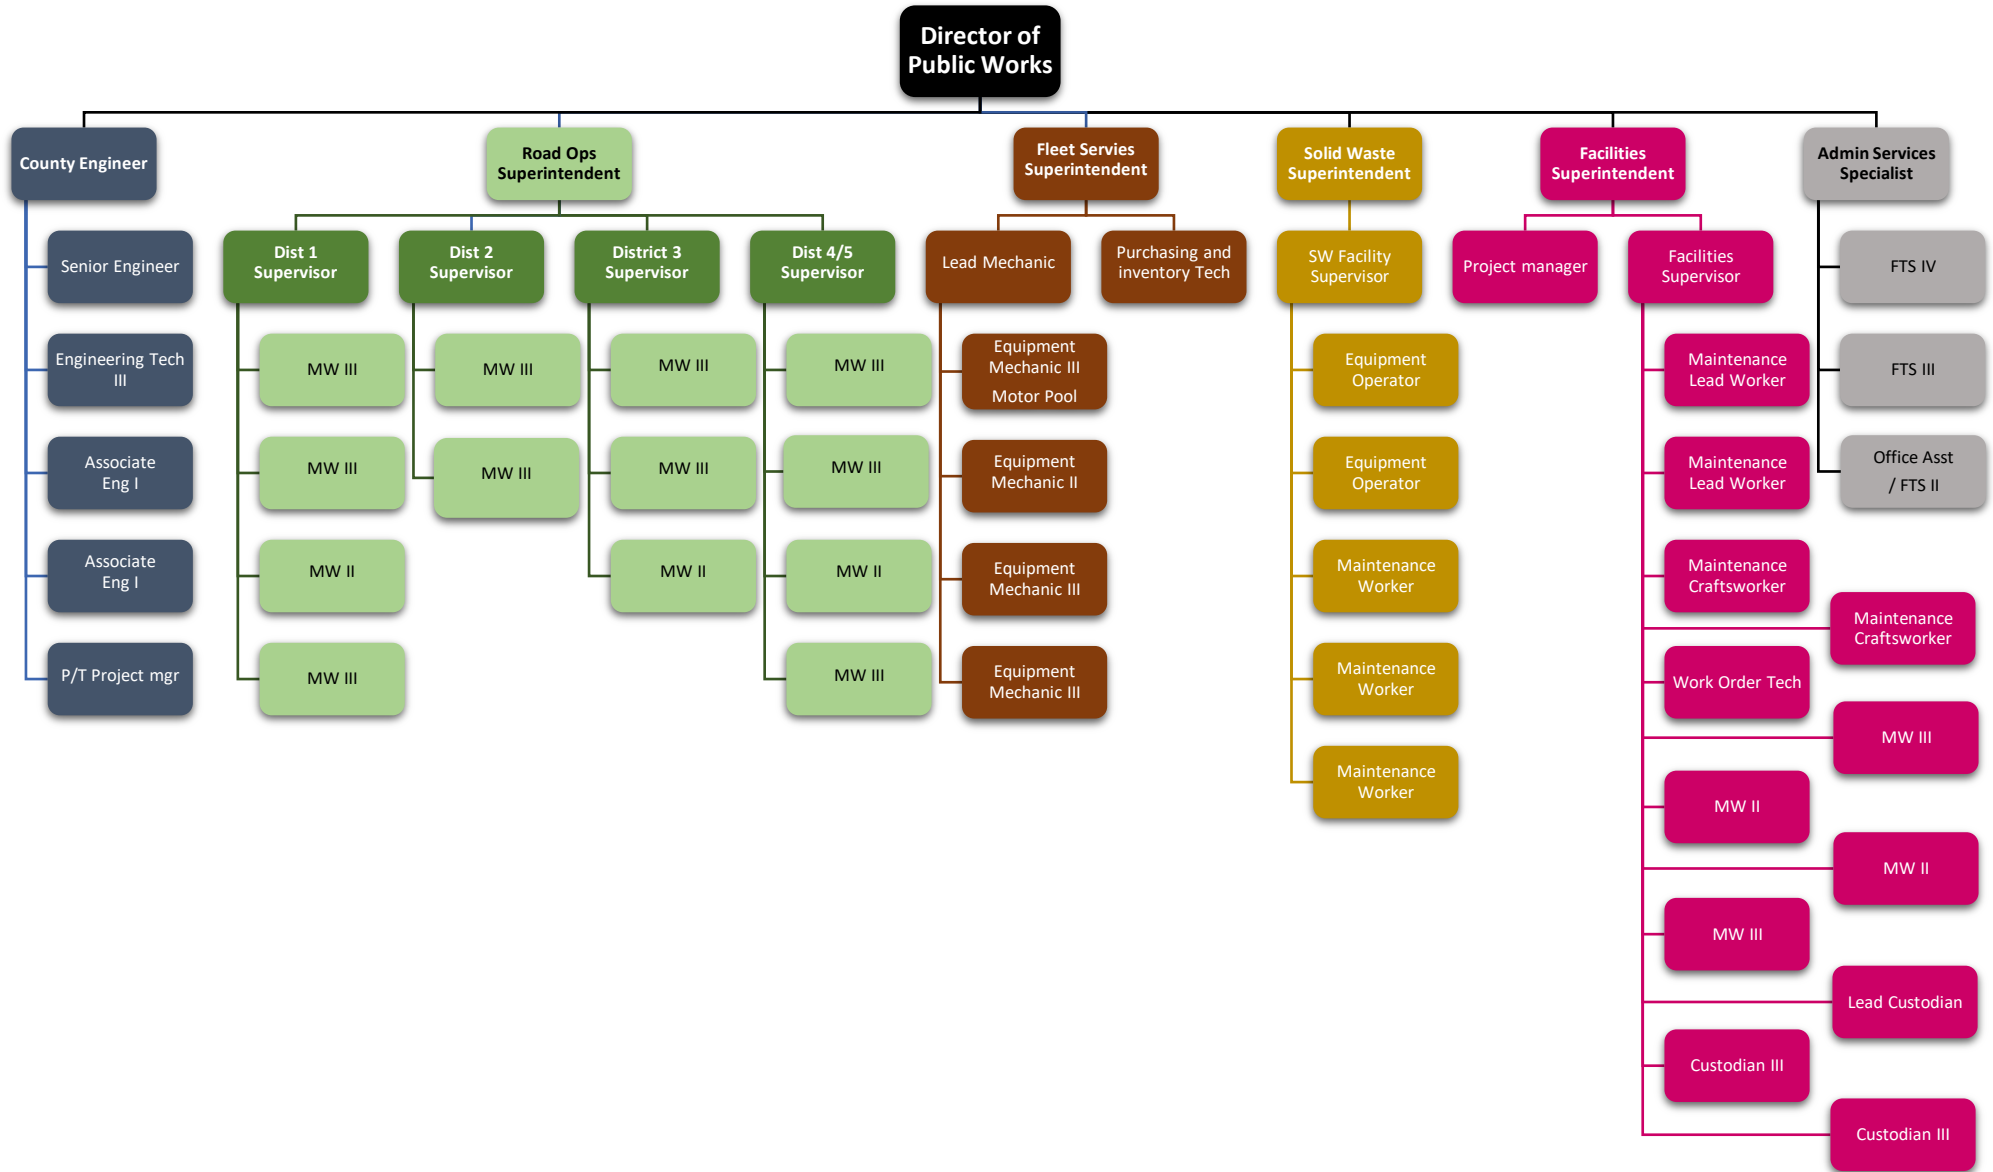 Director of
Public Works
County Engineer
Road Ops
Superintendent
Fleet Servies
Superintendent
Solid Waste
Superintendent
Facilities
Superintendent
Admin Services
Specialist
Senior Engineer
Dist 1
Supervisor
Dist 2
Supervisor
District 3
Supervisor
Dist 4/5
Supervisor
Lead Mechanic
Purchasing and
inventory Tech
SW Facility
Supervisor
Project manager
Facilities
Supervisor
FTS IV
Engineering Tech
III
MW III
MW III
MW III
MW III
Equipment
Mechanic III
Motor Pool
Equipment
Operator
Maintenance
Lead Worker
FTS III
Associate
Eng I
MW III
MW III
MW III
MW III
Equipment
Mechanic II
Equipment
Operator
Maintenance
Lead Worker
Office Asst
/ FTS II
Associate
Eng I
MW II
MW II
MW II
Equipment
Mechanic III
Maintenance
Worker
Maintenance
Craftsworker
Maintenance
Craftsworker
P/T Project mgr
MW III
MW III
Equipment
Mechanic III
Maintenance
Worker
Work Order Tech
MW III
Maintenance
Worker
MW II
MW II
MW III
Lead Custodian
Custodian III
Custodian III